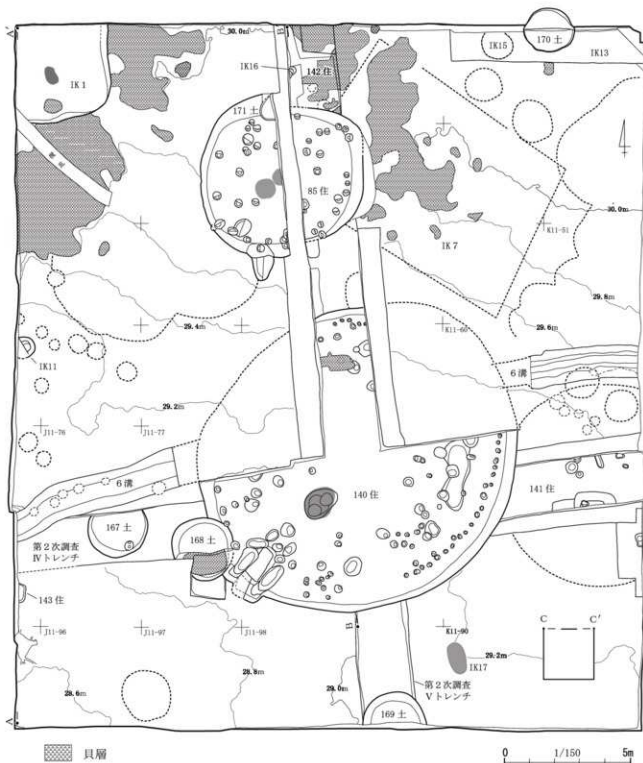 A'
30.0m
B'
IK15
170 土
IK13
IK 1
IK16
142 住
171 土
85 住
30.0m
K11-51
IK 7
29.8m
29.4m
K11-60
29.6m
IK11
29.2m
6 溝
J11-76
J11-77
6 溝
140 住
141 住
167 土
168 土
第２次調査
Ⅳトレンチ
143 住
J11-96
J11-97
J11-98
B
K11-90
C
C'
29.2m
IK17
28.6m
28.8m
29.0m
第２次調査
Ⅴトレンチ
169 土
A
貝層
0
1/150
5m